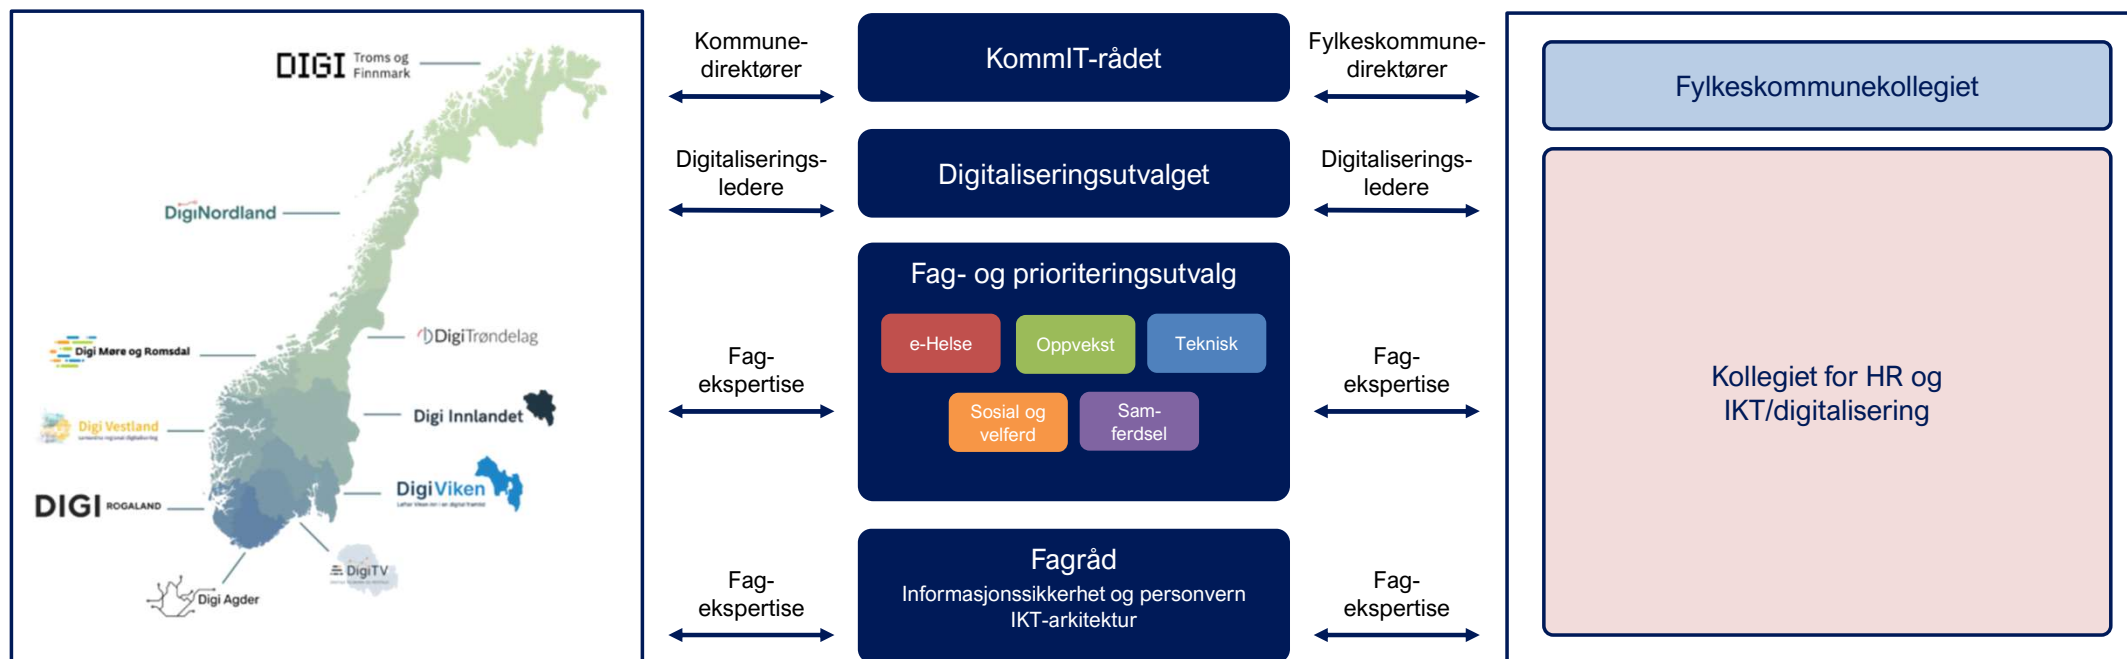 DIGI Troms og
Finnmark
DigiNordland
Digi Møre og Romsdal
DigiTrøndelag
Digi Vestland
Digi Innlandet
DIGI ROGALAND
DigiViken
DigiTV
Digi Agder
Kommune-
direktører
Digitaliserings-
ledere
Fag-
ekspertise
Fag-
ekspertise
KommIT-rådet
Digitaliseringsutvalget
Fag- og prioriteringsutvalg
e-Helse
Oppvekst
Teknisk
Sosial og
velferd
Sam-
ferdsel
Fagråd
Informasjonssikkerhet og personvern
IKT-arkitektur
Fylkeskommune-
direktører
Digitaliserings-
ledere
Fag-
ekspertise
Fag-
ekspertise
Fylkeskommunekollegiet
Kollegiet for HR og
IKT/digitalisering